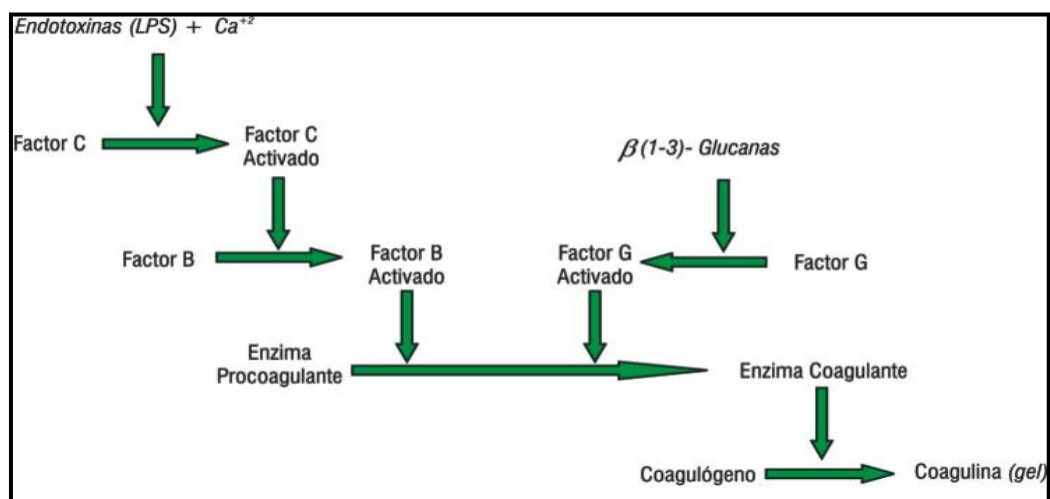 Endotoxinas (LPS) + Ca⁺²
Factor C
Factor C
Activado
β(1-3)- Glucanas
Factor B
Factor B
Activado
Factor G
Activado
Factor G
Enzima
Procoagulante
Enzima Coagulante
Coagulógeno
Coagulina (gel)